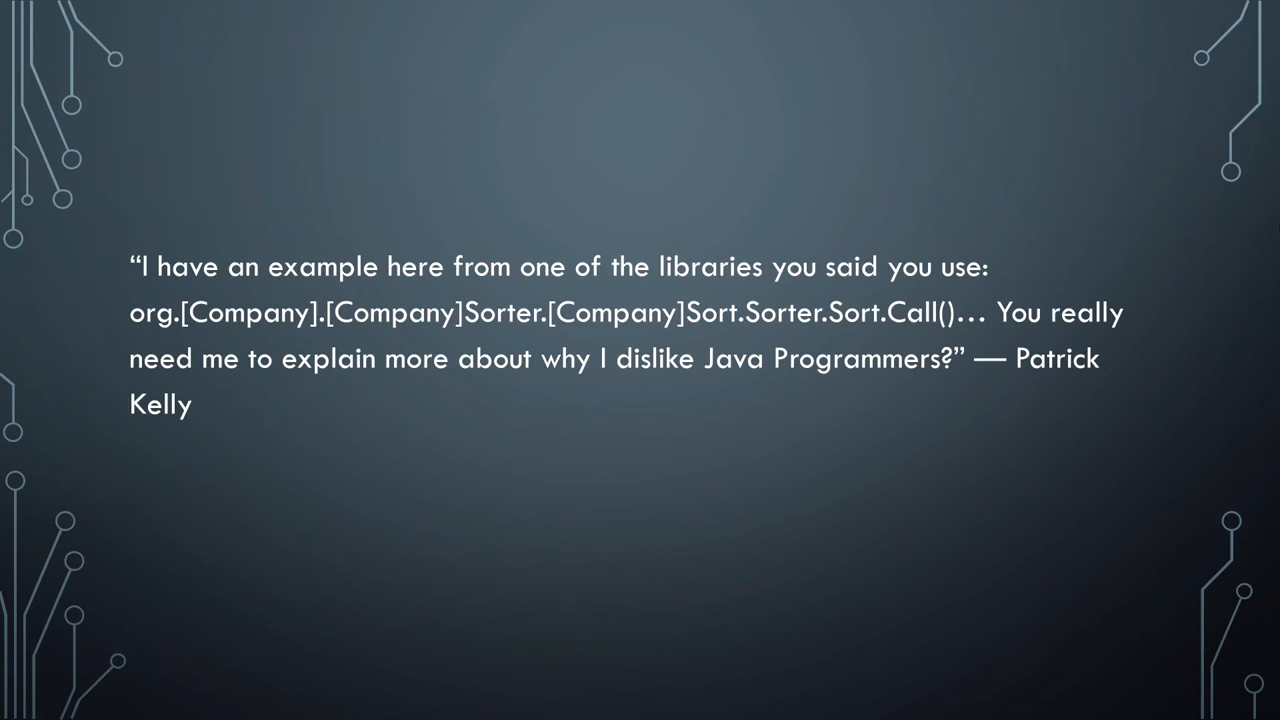 “I have an example here from one of the libraries you said you use:
org.[Company].[Company]Sorter.[Company]Sort.Sorter.Sort.Call()… You really
need me to explain more about why I dislike Java Programmers?” — Patrick
Kelly